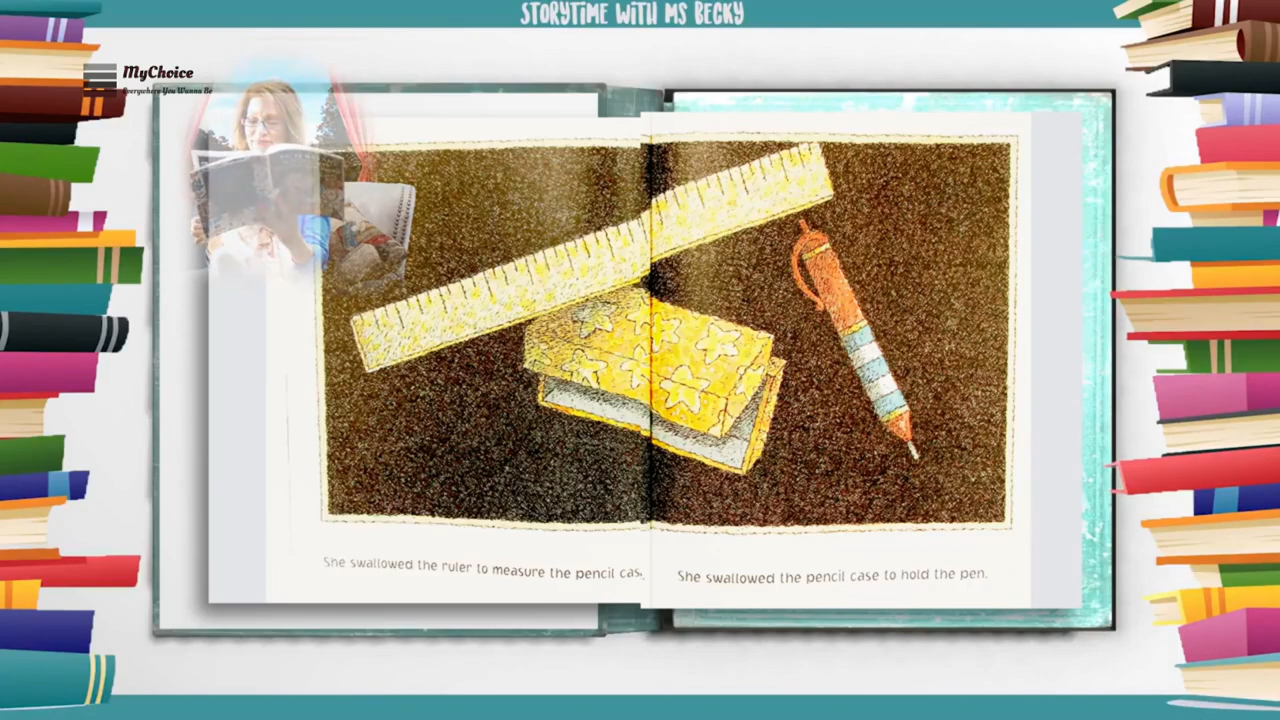 STORYTIME WITH MS BECKY
MyChoice
Everywhere You Wanna Be
She swallowed the ruler to measure the pencil cas
She swallowed the pencil case to hold the pen.